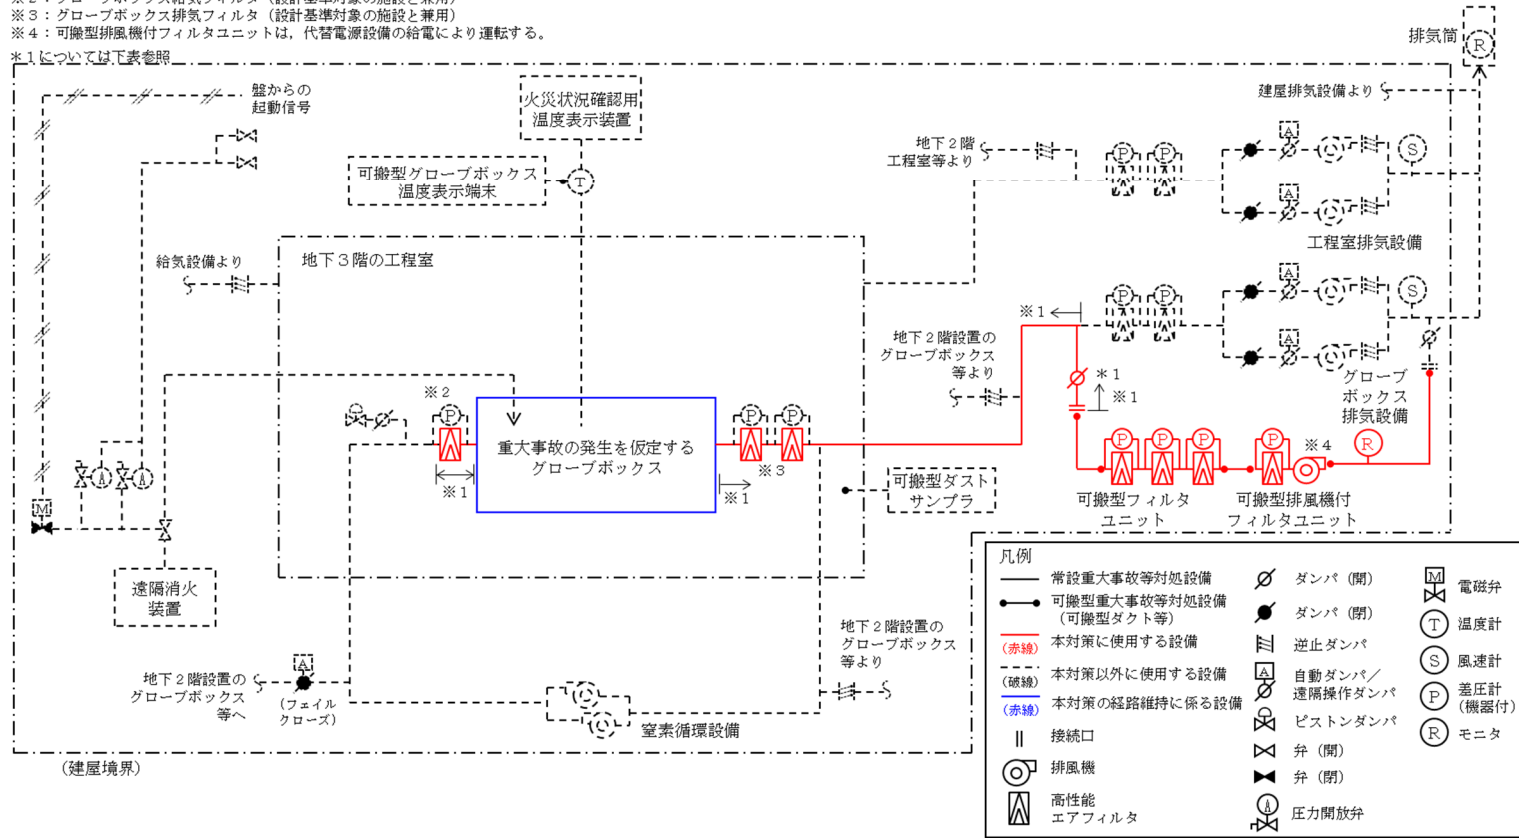 ※３：グローブボックス排気フィルタ（設計基準対象の施設と兼用）
※４：可搬型排風機付フィルタユニットは，代替電源設備の給電により運転する。
＊１については下表参照
排気筒
R
盤からの
起動信号
火災状況確認用
温度表示装置
可搬型グローブボックス
温度表示端末
T
建屋排気設備より
地下２階
工程室等より
P
P
A
A
S
工程室排気設備
給気設備より
地下３階の工程室
※１
P
P
A
A
S
地下２階設置の
グローブボックス
等より
グローブ
ボックス
排気設備
＊１
※１
※２
P
重大事故の発生を仮定する
グローブボックス
P
P
※３
※１
※１
P
P
P
P
※４
R
可搬型フィルタ
ユニット
可搬型排風機付
フィルタユニット
可搬型ダスト
サンプラ
M
A
A
遠隔消火
装置
地下２階設置の
グローブボックス
等へ
A
（フェイル
クローズ）
窒素循環設備
地下２階設置の
グローブボックス
等より
（建屋境界）
凡例
常設重大事故等対処設備
可搬型重大事故等対処設備
（可搬型ダクト等）
（赤線）
本対策に使用する設備
（破線）
本対策以外に使用する設備
（赤線）
本対策の経路維持に係る設備
接続口
排風機
高性能
エアフィルタ
ダンパ（開）
ダンパ（閉）
逆止ダンパ
A
自動ダンパ／
遠隔操作ダンパ
ピストンダンパ
弁（開）
弁（閉）
A
圧力開放弁
M
電磁弁
T
温度計
S
風速計
P
差圧計
（機器付）
R
モニタ